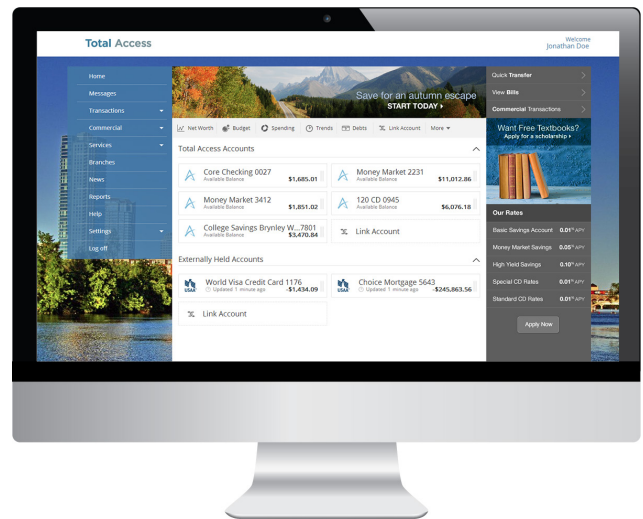 Total Access
Welcome
Jonathan Doe
Home
Messages
Transactions
Commercial
Services
Branches
News
Reports
Help
Settings
Log off
Save for an autumn escape
START TODAY
Net Worth Budget Spending Trends Debts Link Account More
Total Access Accounts
Core Checking 0027
Available Balance $1,685.01
Money Market 2231
Available Balance $11,012.86
Money Market 3412
Available Balance $1,851.02
120 CD 0945
Available Balance $6,076.18
College Savings Brynley W...7801
Available Balance $3,470.84
Link Account
Externally Held Accounts
USAA
World Visa Credit Card 1176
Updated 1 minute ago -$1,434.09
USAA
Choice Mortgage 5643
Updated 1 minute ago -$245,863.56
Link Account
Quick Transfer
View Bills
Commercial Transactions
Want Free Textbooks?
Apply for a scholarship
Our Rates
Basic Savings Account 0.01% APY
Money Market Savings 0.05% APY
High Yield Savings 0.10% APY
Special CD Rates 0.01% APY
Standard CD Rates 0.01% APY
Apply Now